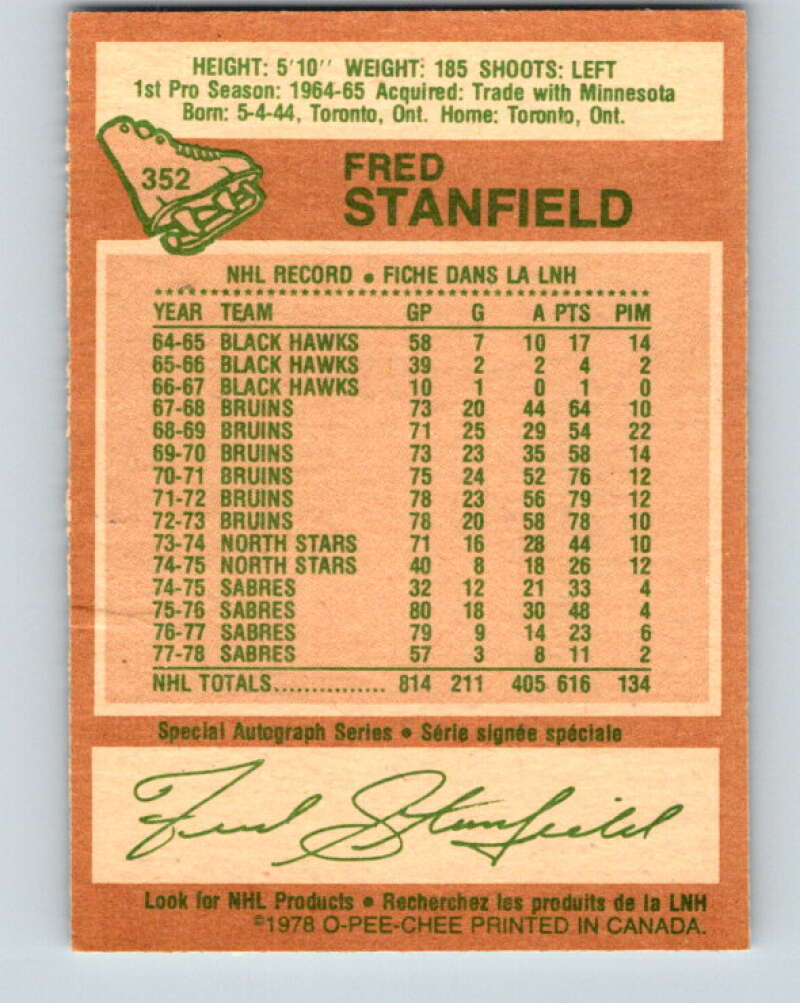 HEIGHT: 5'10'' WEIGHT: 185 SHOOTS: LEFT
1st Pro Season: 1964-65 Acquired: Trade with Minnesota
Born: 5-4-44, Toronto, Ont. Home: Toronto, Ont.
352
FRED
STANFIELD
NHL RECORD • FICHE DANS LA LNH
YEAR TEAM GP G A PTS PIM
64-65 BLACK HAWKS 58 7 10 17 14
65-66 BLACK HAWKS 39 2 2 4 2
66-67 BLACK HAWKS 10 1 0 1 0
67-68 BRUINS 73 20 44 64 10
68-69 BRUINS 71 25 29 54 22
69-70 BRUINS 73 23 35 58 14
70-71 BRUINS 75 24 52 76 12
71-72 BRUINS 78 23 56 79 12
72-73 BRUINS 78 20 58 78 10
73-74 NORTH STARS 71 16 28 44 10
74-75 NORTH STARS 40 8 18 26 12
74-75 SABRES 32 12 21 33 4
75-76 SABRES 80 18 30 48 4
76-77 SABRES 79 9 14 23 6
77-78 SABRES 57 3 8 11 2
NHL TOTALS............... 814 211 405 616 134
Special Autograph Series • Série signée spéciale
Fred Stanfield
Look for NHL Products • Recherchez les produits de la LNH
©1978 O-PEE-CHEE PRINTED IN CANADA.